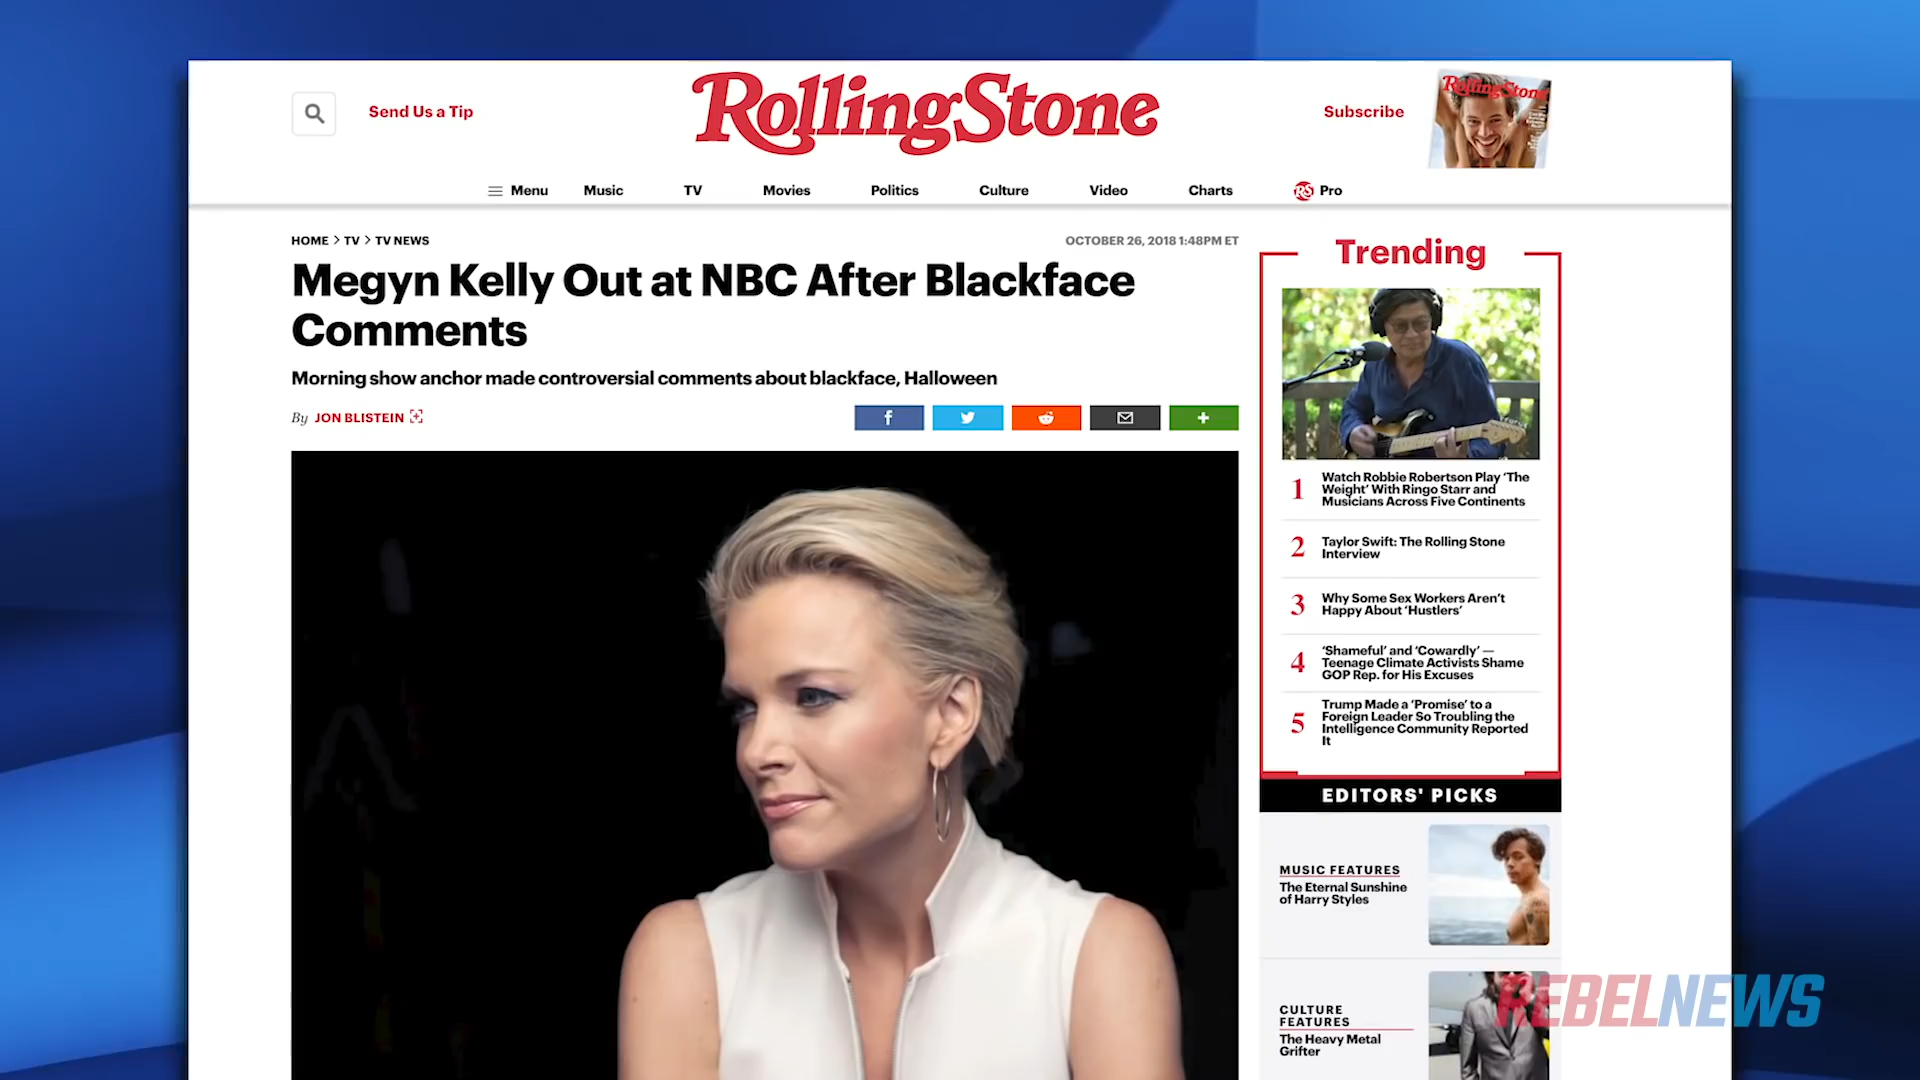 Send Us a Tip
RollingStone
Subscribe
RollingStone
Menu
Music
TV
Movies
Politics
Culture
Video
Charts
RS Pro
HOME > TV > TV NEWS
OCTOBER 26, 2018 1:48PM ET
Megyn Kelly Out at NBC After Blackface
Comments
Morning show anchor made controversial comments about blackface, Halloween
By JON BLISTEIN
Trending
1
Watch Robbie Robertson Play ‘The
Weight’ With Ringo Starr and
Musicians Across Five Continents
2
Taylor Swift: The Rolling Stone
Interview
3
Why Some Sex Workers Aren’t
Happy About ‘Hustlers’
4
‘Shameful’ and ‘Cowardly’ —
Teenage Climate Activists Shame
GOP Rep. for His Excuses
5
Trump Made a ‘Promise’ to a
Foreign Leader So Troubling the
Intelligence Community Reported
It
EDITORS' PICKS
MUSIC FEATURES
The Eternal Sunshine
of Harry Styles
CULTURE
FEATURES
The Heavy Metal
Grifter
REBELNEWS